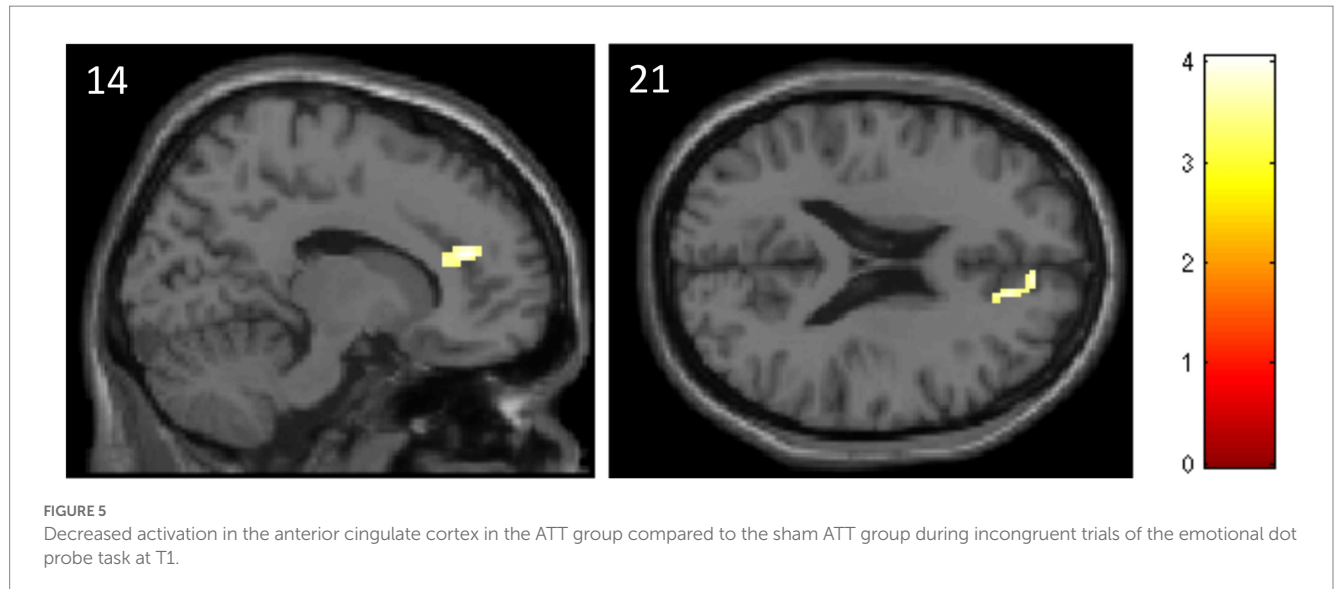 14
21
4
3
2
1
0
FIGURE 5
Decreased activation in the anterior cingulate cortex in the ATT group compared to the sham ATT group during incongruent trials of the emotional dot
probe task at T1.